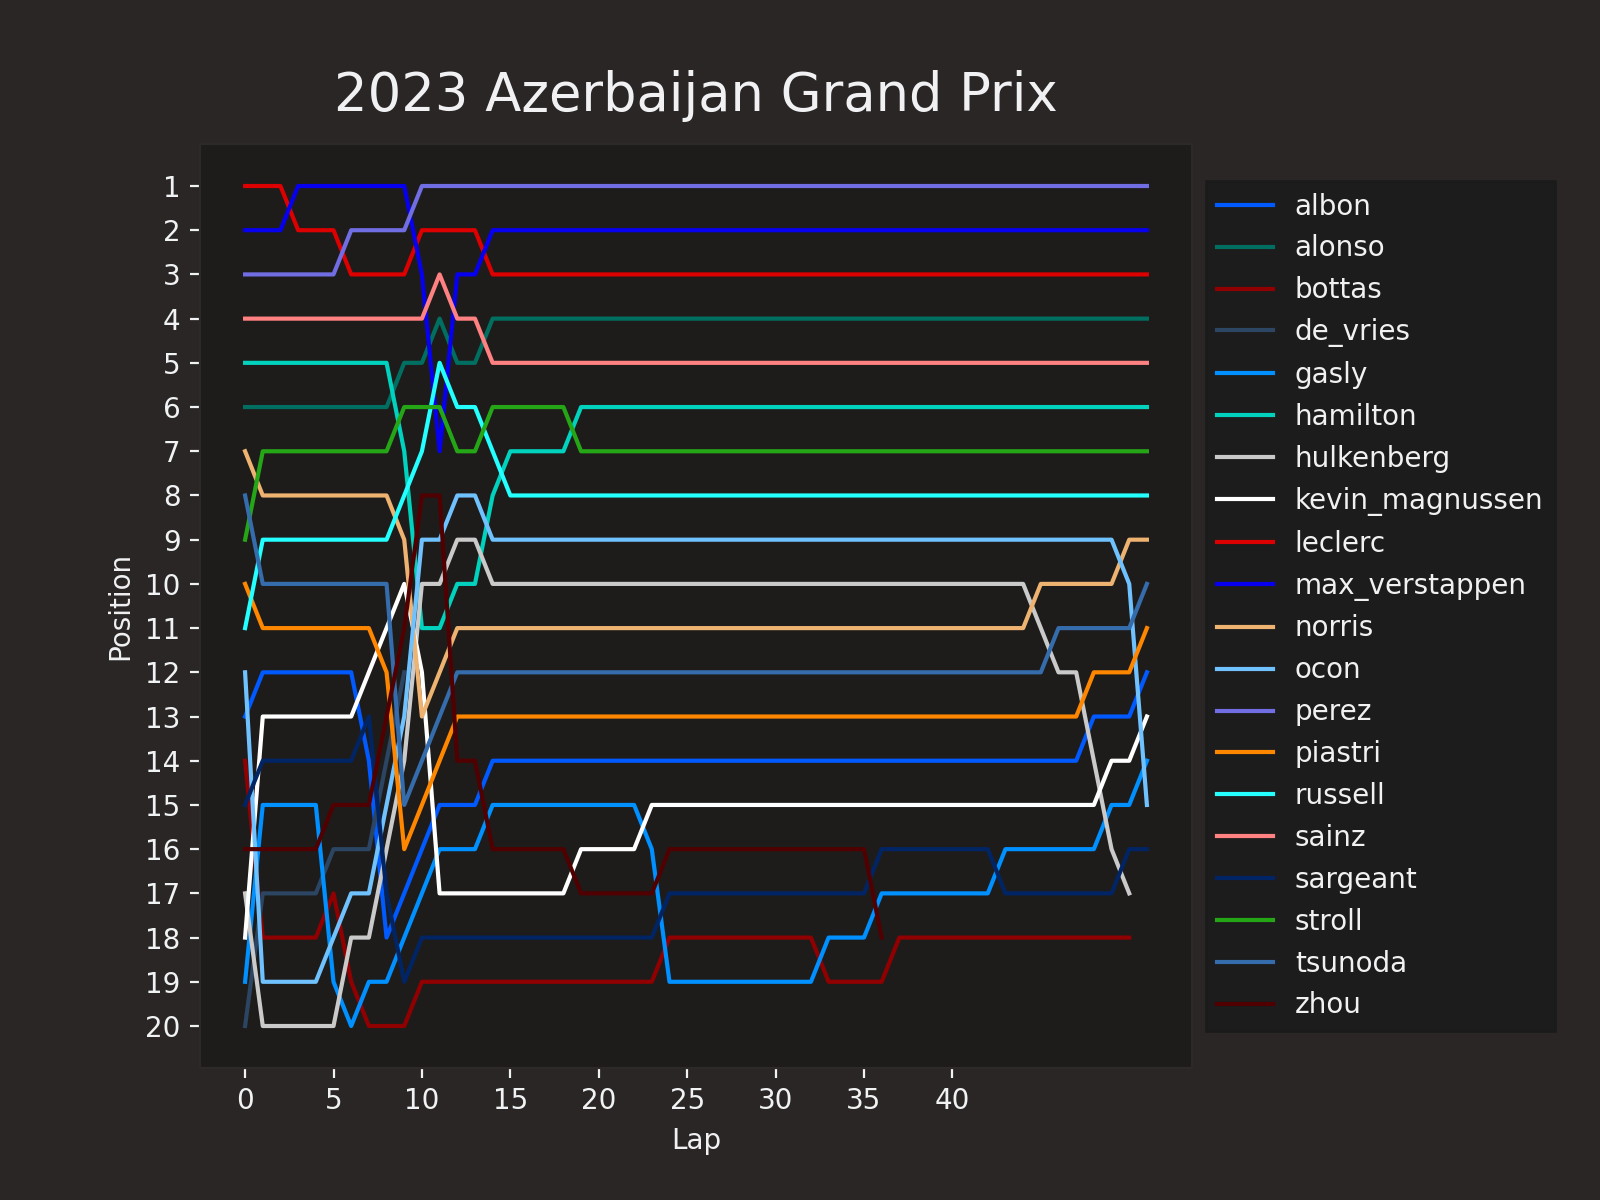 2023 Azerbaijan Grand Prix
Position
1
2
3
4
5
6
7
8
9
10
11
12
13
14
15
16
17
18
19
20
0 5 10 15 20 25 30 35 40
Lap
albon
alonso
bottas
de_vries
gasly
hamilton
hulkenberg
kevin_magnussen
leclerc
max_verstappen
norris
ocon
perez
piastri
russell
sainz
sargeant
stroll
tsunoda
zhou